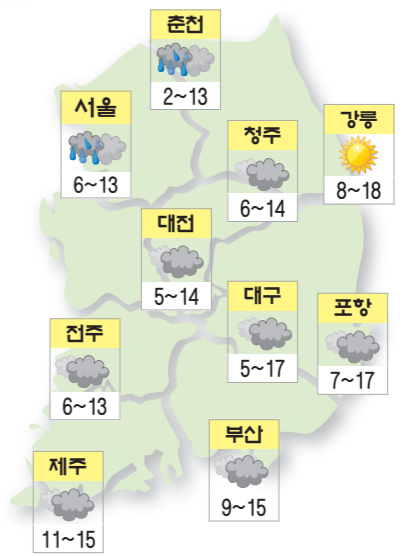 춘천
2~13
서울
6~13
강릉
8~18
청주
6~14
대전
5~14
대구
5~17
포항
7~17
전주
6~13
부산
9~15
제주
11~15